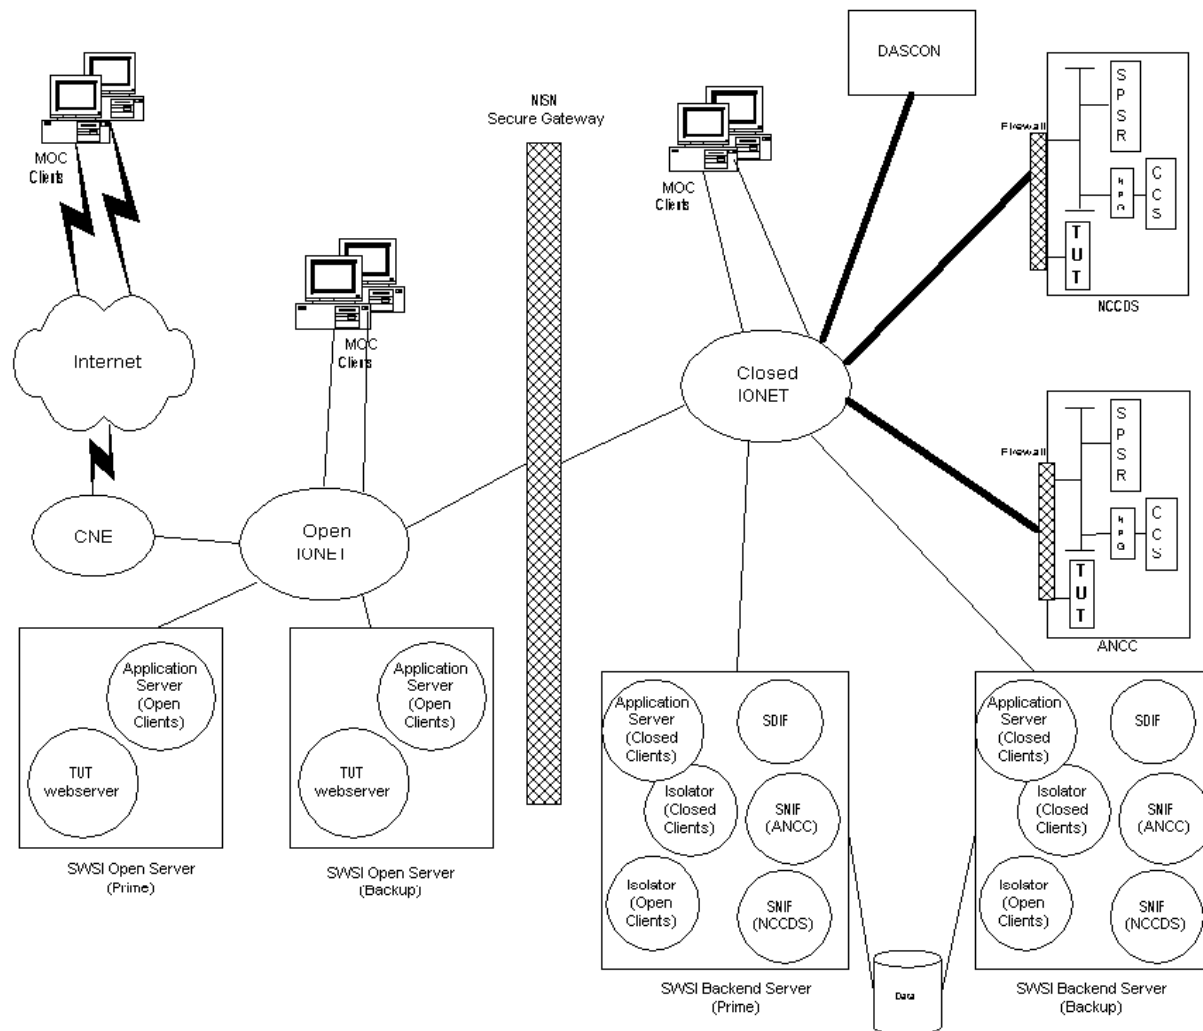 MOC
Clients
NISN
Secure Gateway
DASCON
MOC
Clients
Firewall
S
P
S
R
N
P
G
C
C
S
T
U
T
NCCDS
MOC
Clients
Internet
Closed
IONET
CNE
Open
IONET
Firewall
S
P
S
R
N
P
G
C
C
S
T
U
T
ANCC
Application
Server
(Open
Clients)
TUT
webserver
SWSI Open Server
(Prime)
Application
Server
(Open
Clients)
TUT
webserver
SWSI Open Server
(Backup)
Application
Server
(Closed
Clients)
SDIF
Isolator
(Closed
Clients)
SNIF
(ANCC)
Isolator
(Open
Clients)
SNIF
(NCCDS)
SWSI Backend Server
(Prime)
Data
Application
Server
(Closed
Clients)
SDIF
Isolator
(Closed
Clients)
SNIF
(ANCC)
Isolator
(Open
Clients)
SNIF
(NCCDS)
SWSI Backend Server
(Backup)